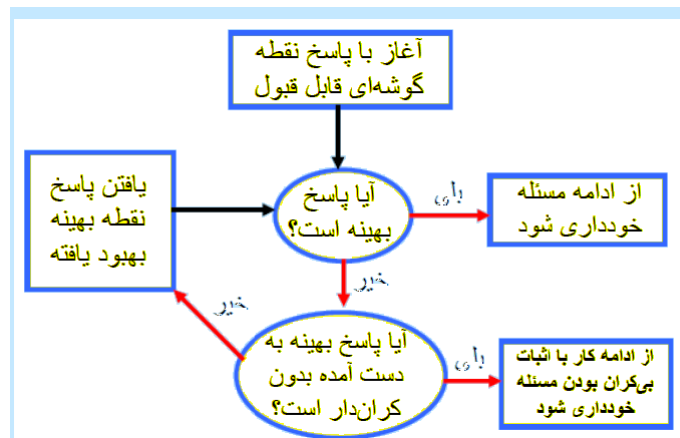 آغاز با پاسخ نقطه
گوشه‌ای قابل قبول
یافتن پاسخ
نقطه بهینه
بهبود یافته
آیا پاسخ
بهینه است؟
از ادامه مسئله
خودداری شود
خیر
خیر
آیا پاسخ بهینه به
دست آمده بدون
کران‌دار است؟
از ادامه کار با اثبات
بی‌کران بودن مسئله
خودداری شود